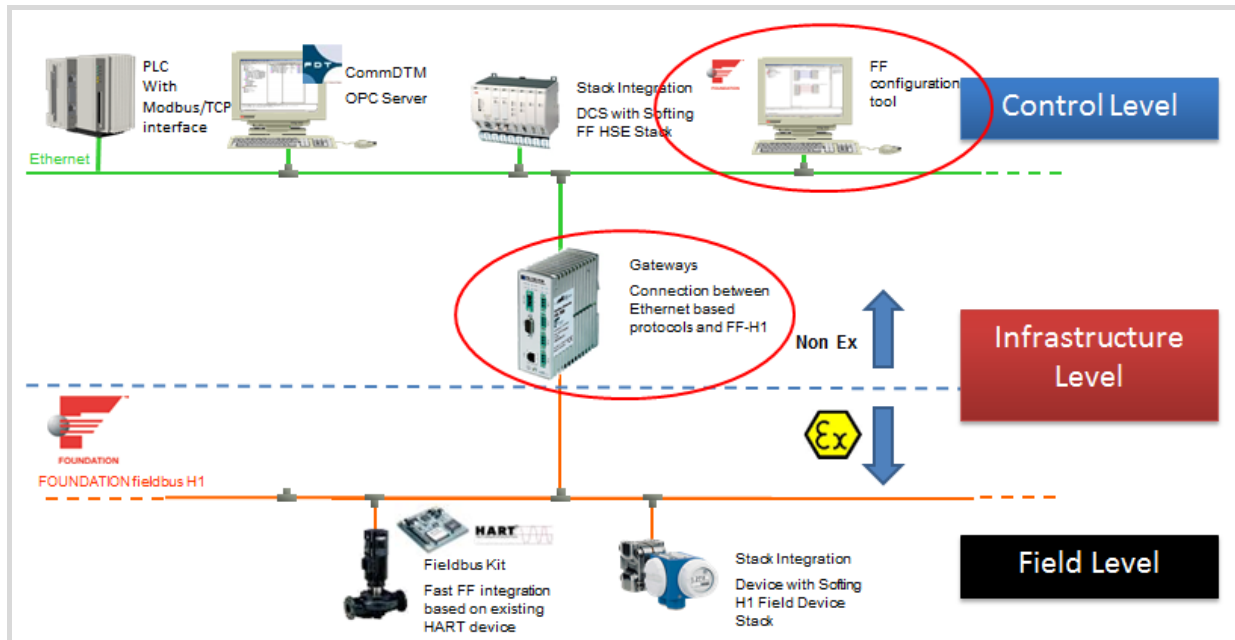 PLC
With
Modbus/TCP
interface
FDT
CommDTM
OPC Server
Stack Integration
DCS with Softing
FF HSE Stack
FOUNDATION
FF
configuration
tool
Control Level
Ethernet
Gateways
Connection between
Ethernet based
protocols and FF-H1
Non Ex
Infrastructure
Level
Ex
FOUNDATION
FOUNDATION fieldbus H1
HART
Fieldbus Kit
Fast FF integration
based on existing
HART device
Stack Integration
Device with Softing
H1 Field Device
Stack
Field Level